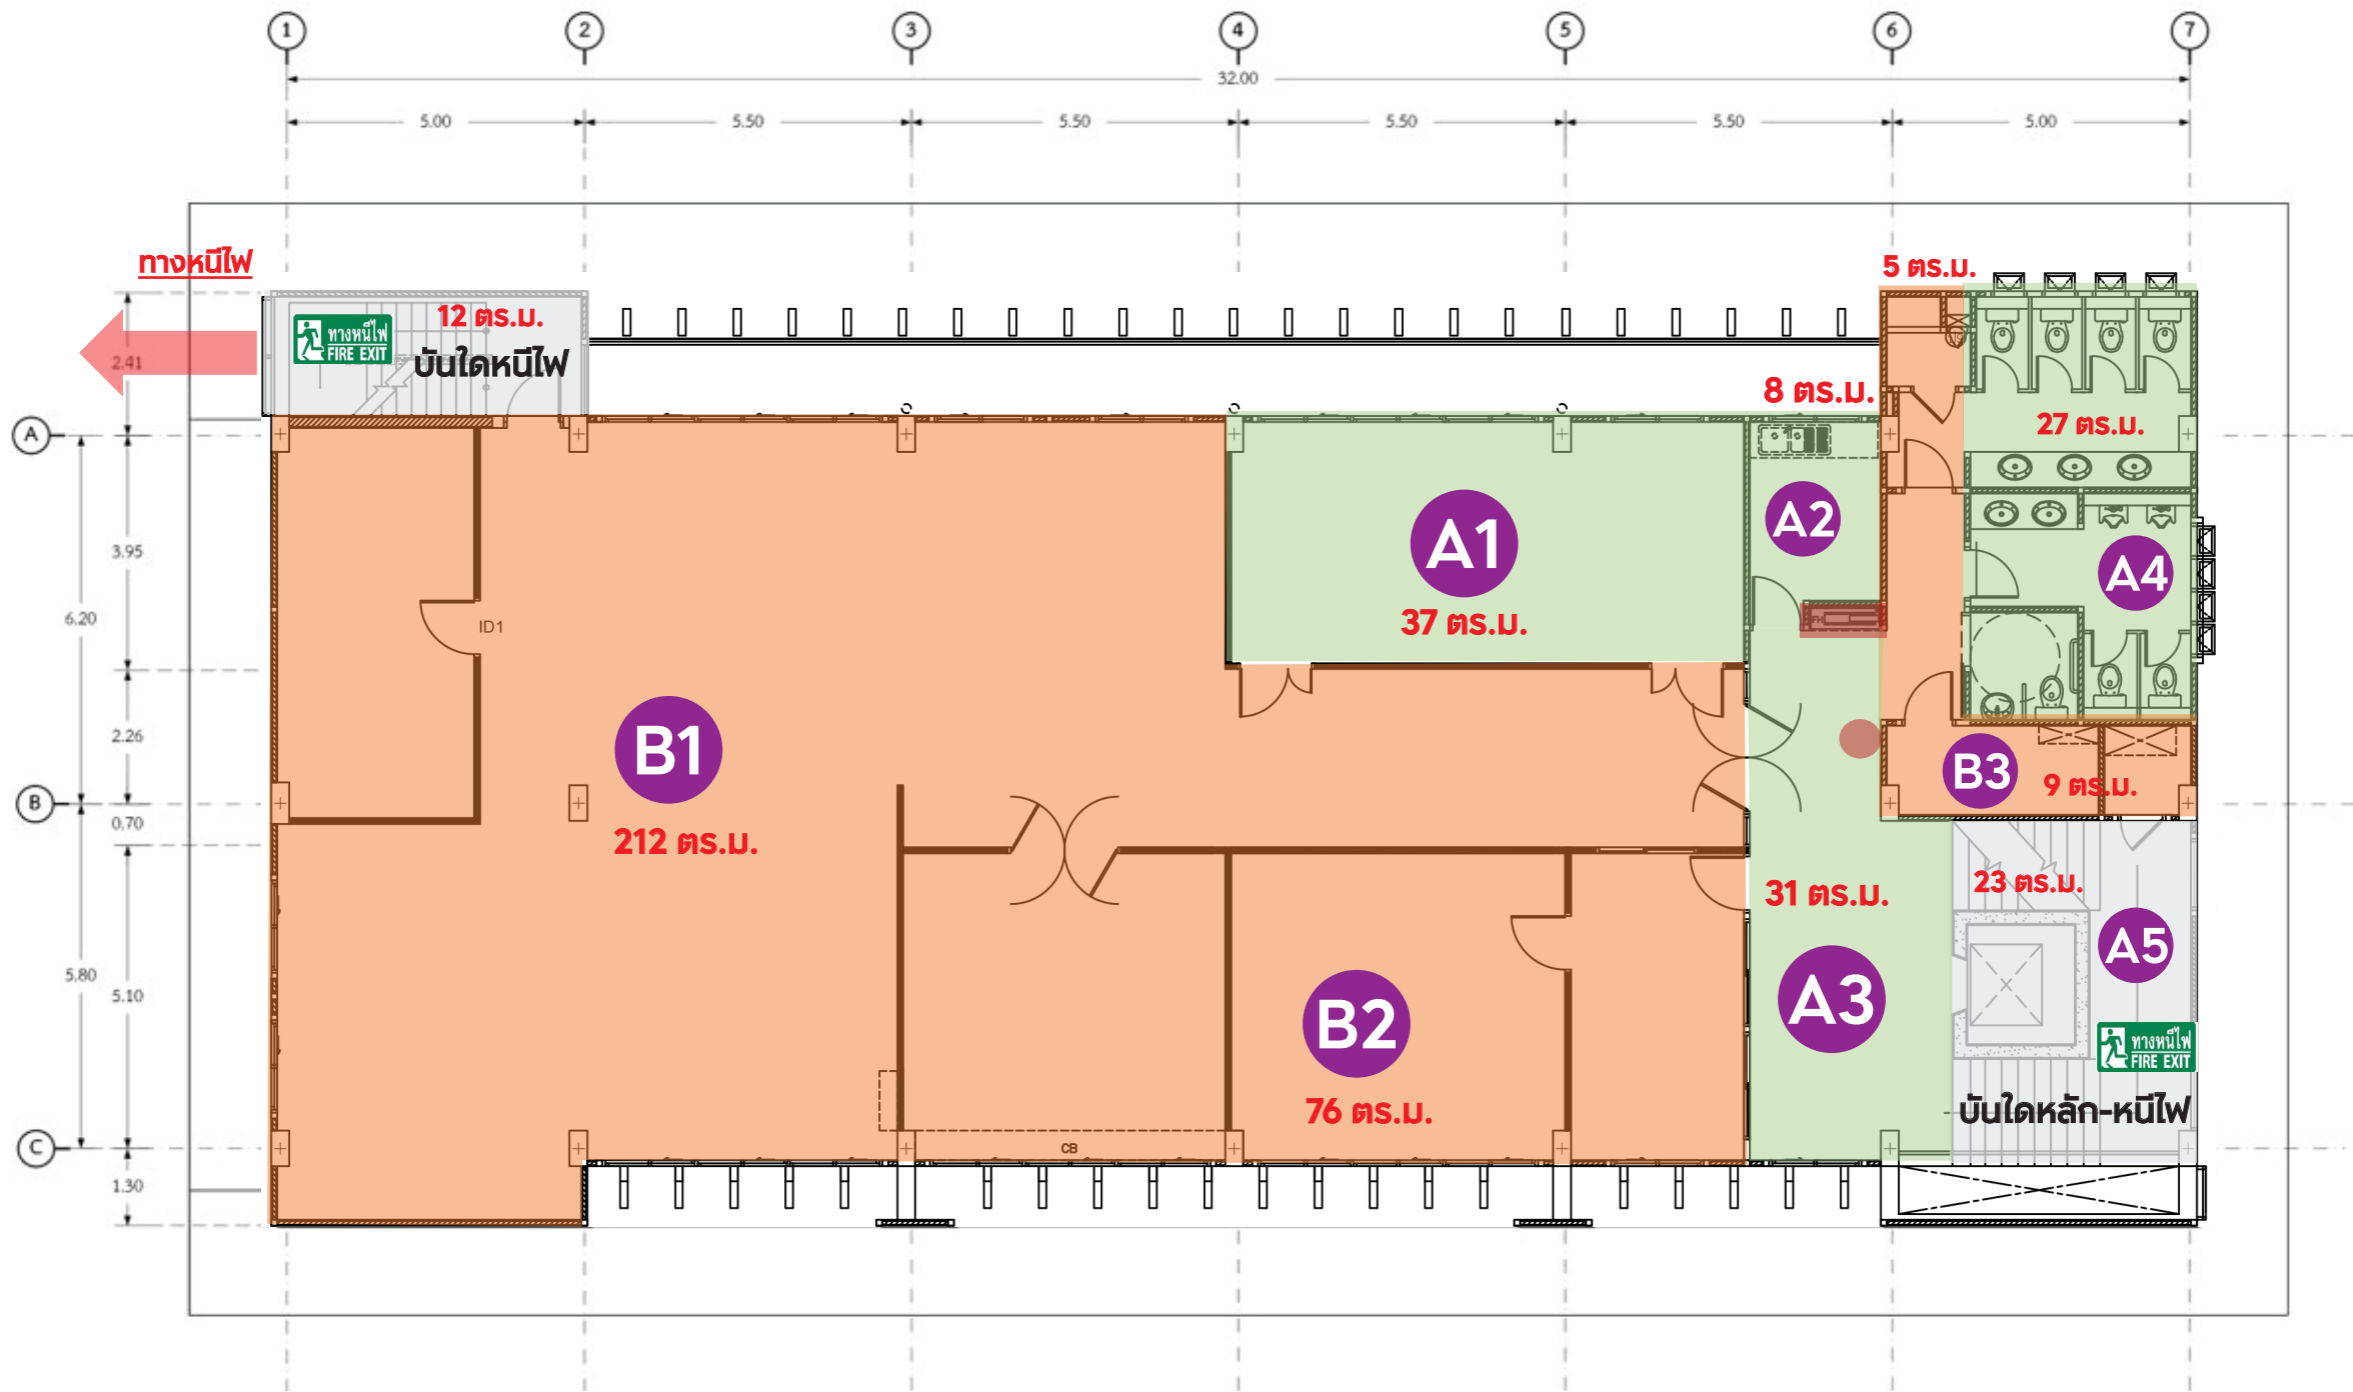 1 2 3 4 5 6 7
32.00
5.00 5.50 5.50 5.50 5.50 5.00
ทางหนีไฟ
5 ตร.ม.
ทางหนีไฟ
FIRE EXIT
12 ตร.ม.
บันใดหนีไฟ
2.41
8 ตร.ม.
27 ตร.ม.
A
A1
A2
A4
3.95
6.20
ID1
37 ตร.ม.
FH
B1
2.26
B3
9 ตร.ม.
B
0.70
212 ตร.ม.
31 ตร.ม.
23 ตร.ม.
A5
5.80
5.10
A3
B2
ทางหนีไฟ
FIRE EXIT
76 ตร.ม.
บันใดหลัก-หนีไฟ
C
CB
1.30